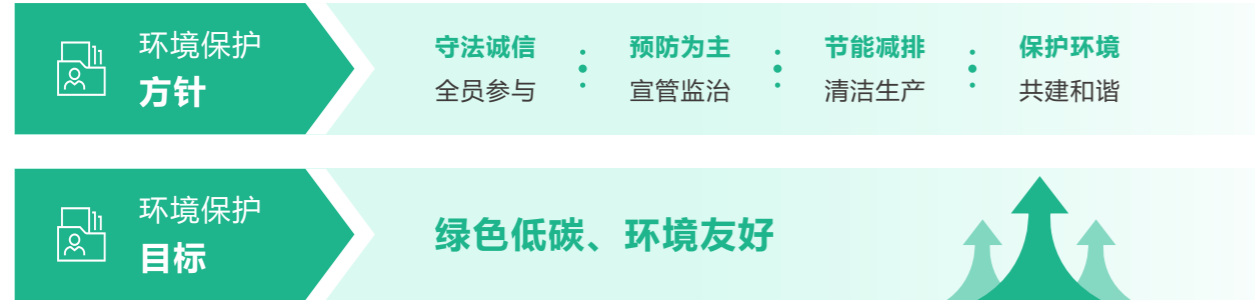 环境保护
方针
守法诚信 预防为主 节能减排 保护环境
全员参与 宣管监治 清洁生产 共建和谐
环境保护
目标
绿色低碳、环境友好